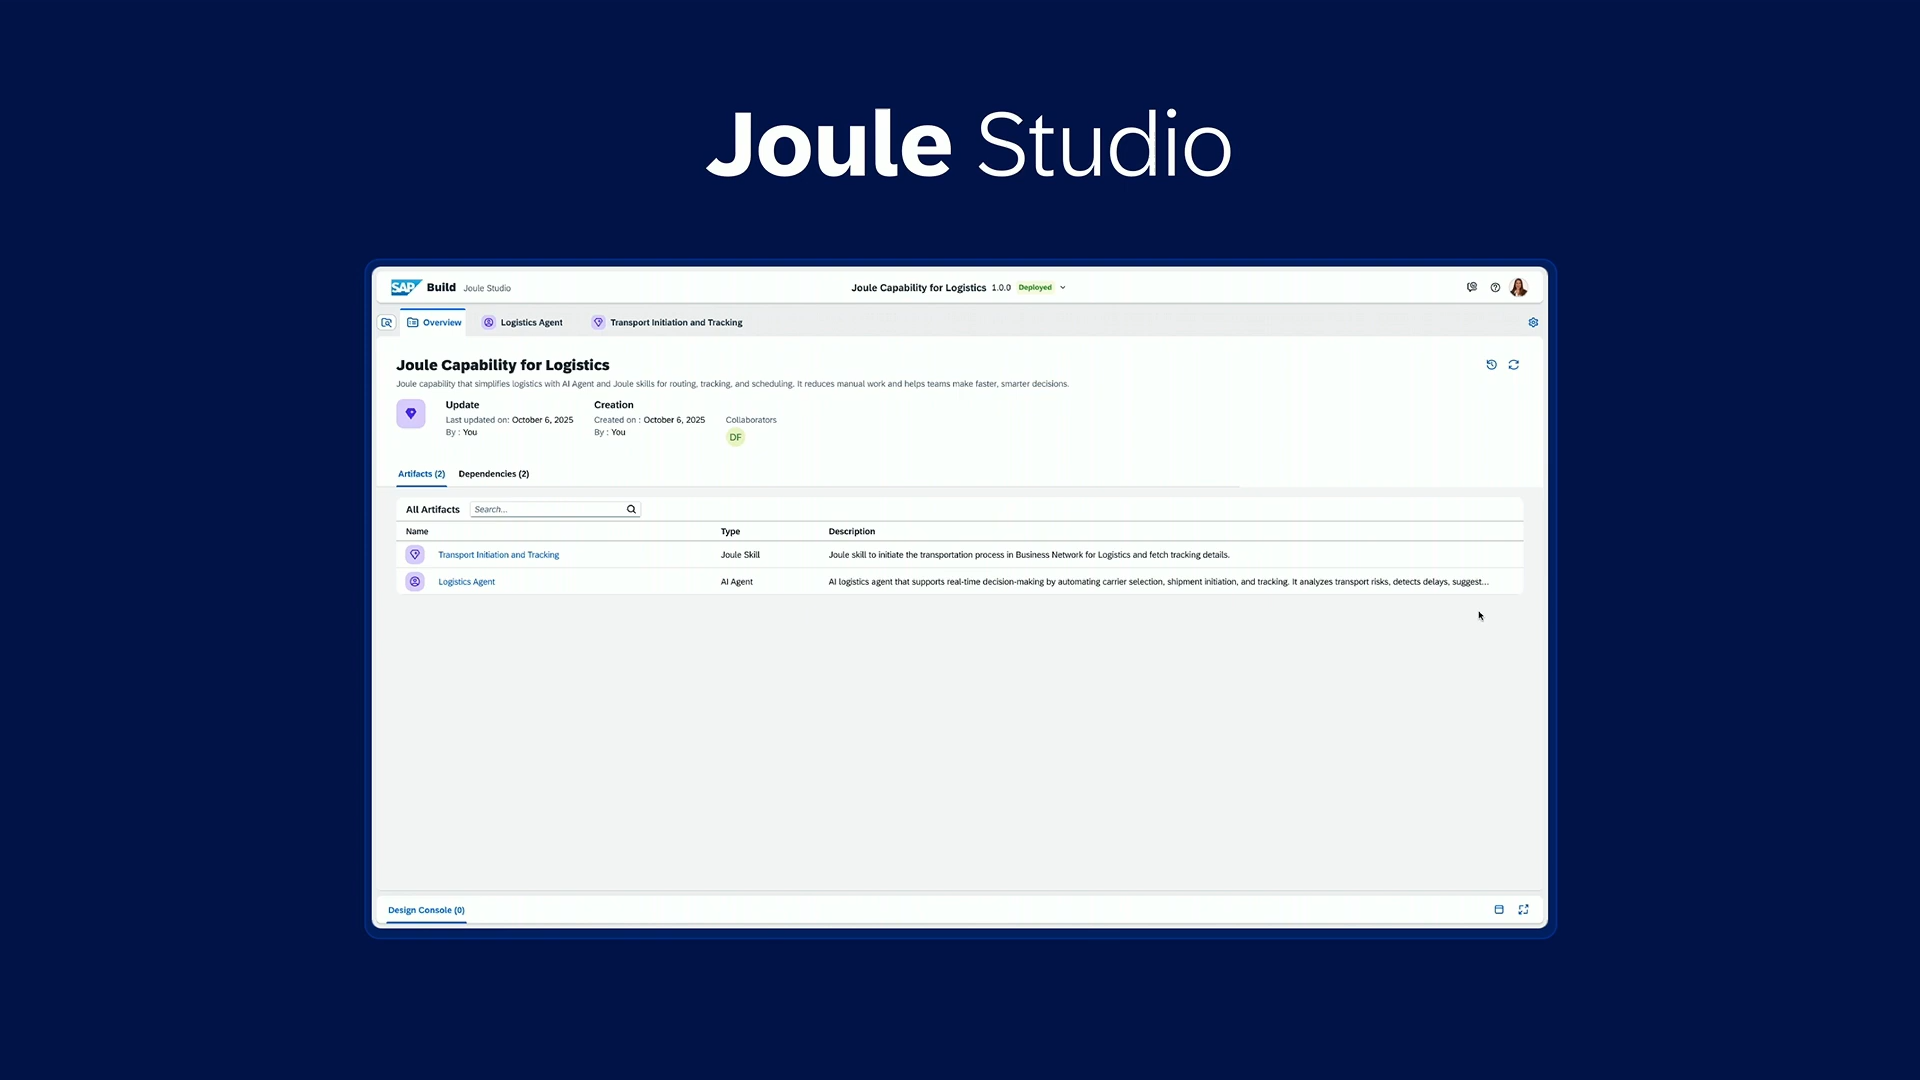 Joule Studio
SAP Build Joule Studio
Joule Capability for Logistics 1.0.0 Deployed
Overview
Logistics Agent
Transport Initiation and Tracking
Joule Capability for Logistics
Joule capability that simplifies logistics with AI Agent and Joule skills for routing, tracking, and scheduling. It reduces manual work and helps teams make faster, smarter decisions.
Update
Last updated on: October 6, 2025
By : You
Creation
Created on : October 6, 2025
By : You
Collaborators
DF
Artifacts (2)
Dependencies (2)
All Artifacts
Search...
Name Type Description
Transport Initiation and Tracking Joule Skill Joule skill to initiate the transportation process in Business Network for Logistics and fetch tracking details.
Logistics Agent AI Agent AI logistics agent that supports real-time decision-making by automating carrier selection, shipment initiation, and tracking. It analyzes transport risks, detects delays, suggest...
Design Console (0)